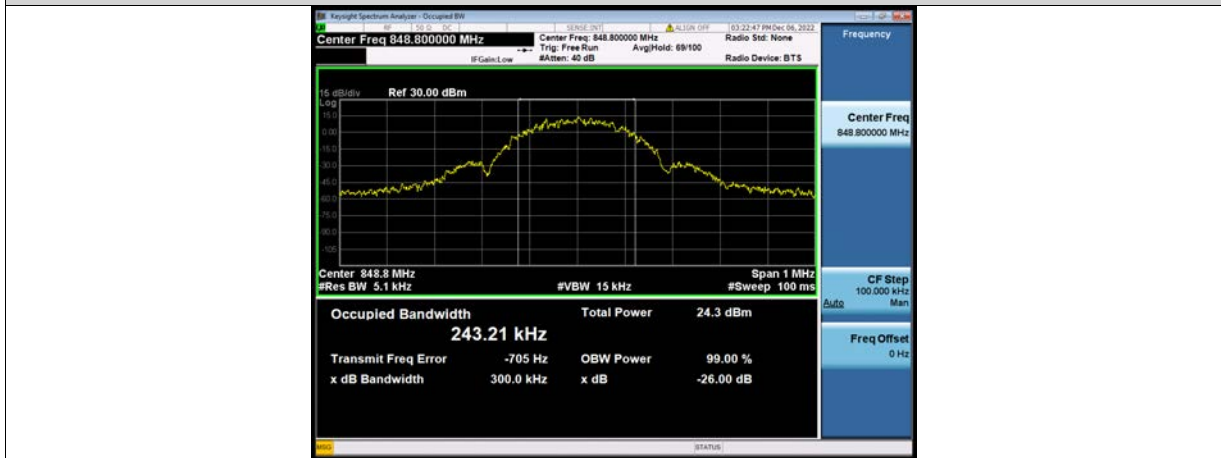 Keysight Spectrum Analyzer - Occupied BW
RF 50 Ω DC SENSE:INT ALIGN OFF 03:22:47 PM Dec 06, 2022
Center Freq 848.800000 MHz
Center Freq: 848.800000 MHz
Radio Std: None
Trig: Free Run Avg|Hold: 69/100
IFGain:Low #Atten: 40 dB Radio Device: BTS
15 dB/div Ref 30.00 dBm
Log
15.0
0.00
-15.0
-30.0
-45.0
-60.0
-75.0
-90.0
-105
Center 848.8 MHz Span 1 MHz
#Res BW 5.1 kHz #VBW 15 kHz #Sweep 100 ms
Occupied Bandwidth Total Power 24.3 dBm
243.21 kHz
Transmit Freq Error -705 Hz OBW Power 99.00 %
x dB Bandwidth 300.0 kHz x dB -26.00 dB
MSG STATUS
Frequency
Center Freq
848.800000 MHz
CF Step
100.000 kHz
Auto Man
Freq Offset
0 Hz